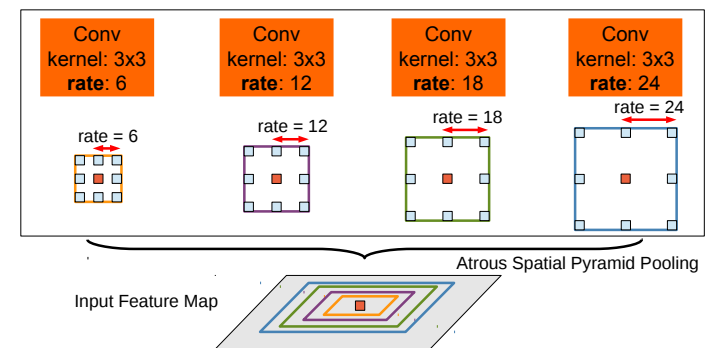 Conv
kernel: 3x3
rate: 6
Conv
kernel: 3x3
rate: 12
Conv
kernel: 3x3
rate: 18
Conv
kernel: 3x3
rate: 24
rate = 6
rate = 12
rate = 18
rate = 24
Atrous Spatial Pyramid Pooling
Input Feature Map